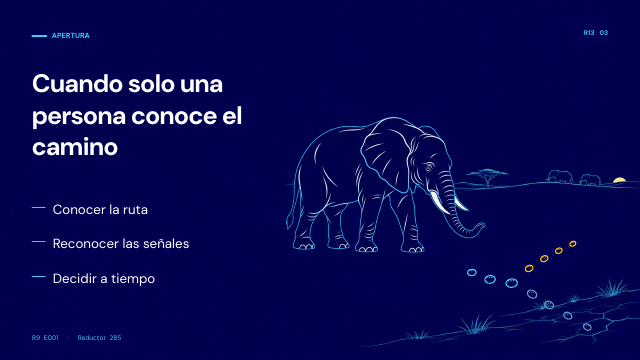 APERTURA
R13 03
Cuando solo una
persona conoce el
camino
Conocer la ruta
Reconocer las señales
Decidir a tiempo
R9 E001 · Reductor 285